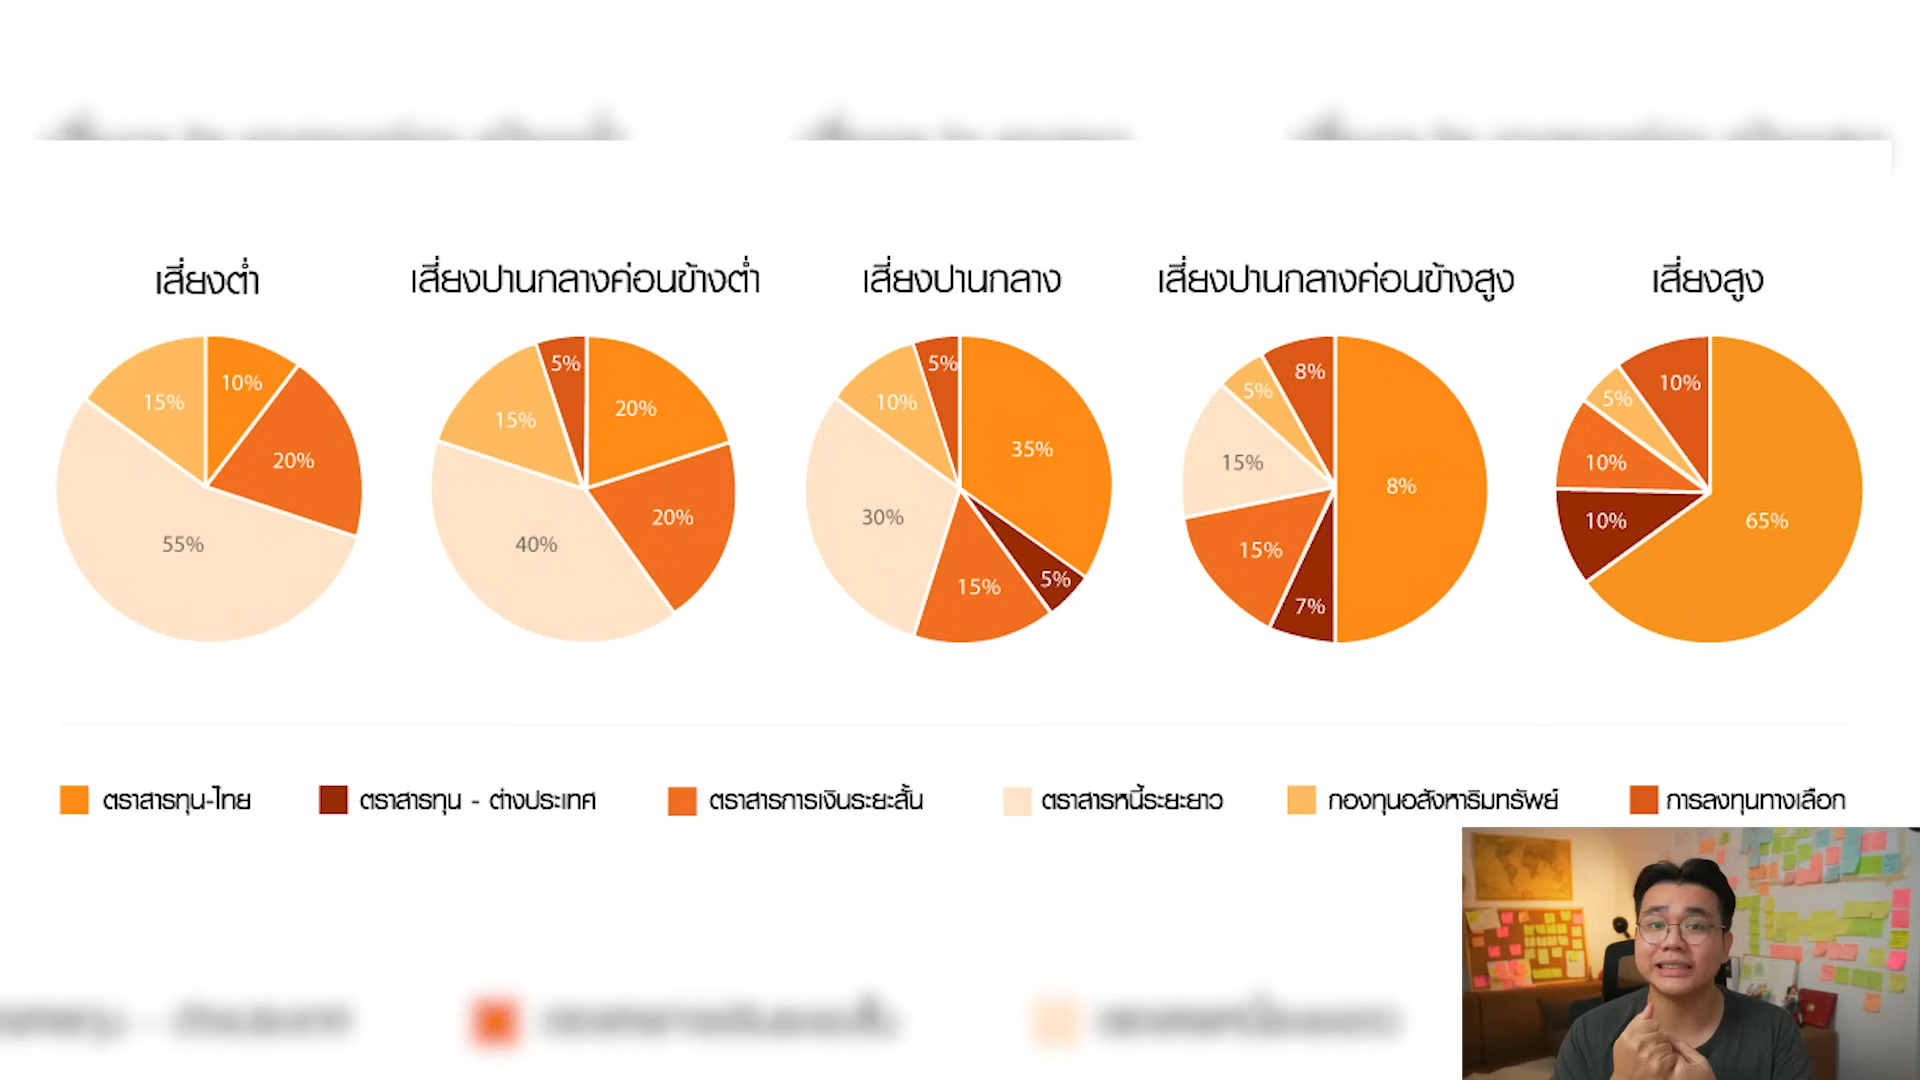 เสี่ยงต่ำ
10%
20%
55%
15%
เสี่ยงปานกลางค่อนข้างต่ำ
5%
20%
15%
20%
40%
เสี่ยงปานกลาง
5%
10%
35%
30%
5%
15%
เสี่ยงปานกลางค่อนข้างสูง
8%
5%
15%
8%
15%
7%
เสี่ยงสูง
10%
5%
10%
10%
65%
ตราสารทุน-ไทย
ตราสารทุน - ต่างประเทศ
ตราสารการเงินระยะสั้น
ตราสารหนี้ระยะยาว
กองทุนอสังหาริมทรัพย์
การลงทุนทางเลือก